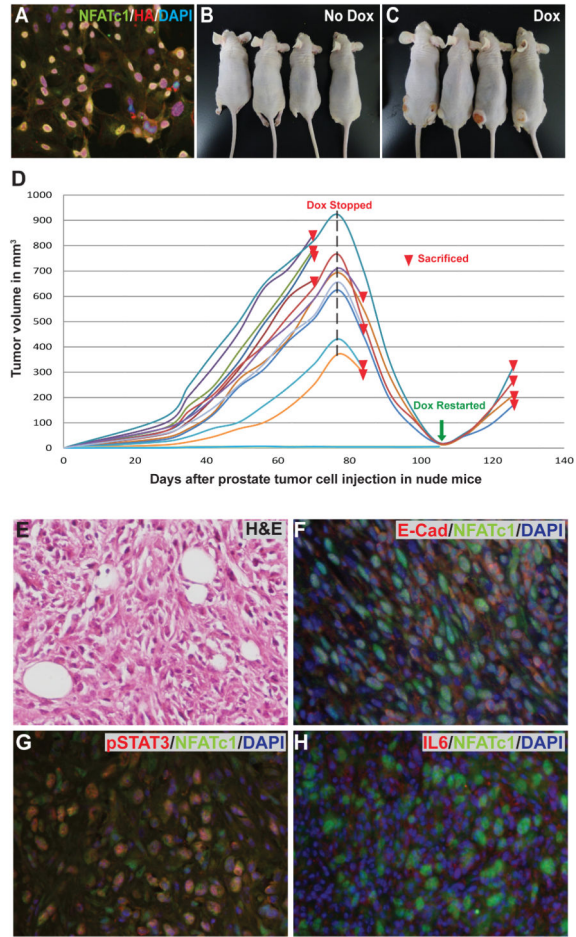 A
NFATc1/HA/DAPI
B
No Dox
C
Dox
D
Tumor volume in mm³
1000
900
800
700
600
500
400
300
200
100
0
Dox Stopped
Sacrificed
Dox Restarted
0 20 40 60 80 100 120 140
Days after prostate tumor cell injection in nude mice
E
H&E
F
E-Cad/NFATc1/DAPI
G
pSTAT3/NFATc1/DAPI
H
IL6/NFATc1/DAPI